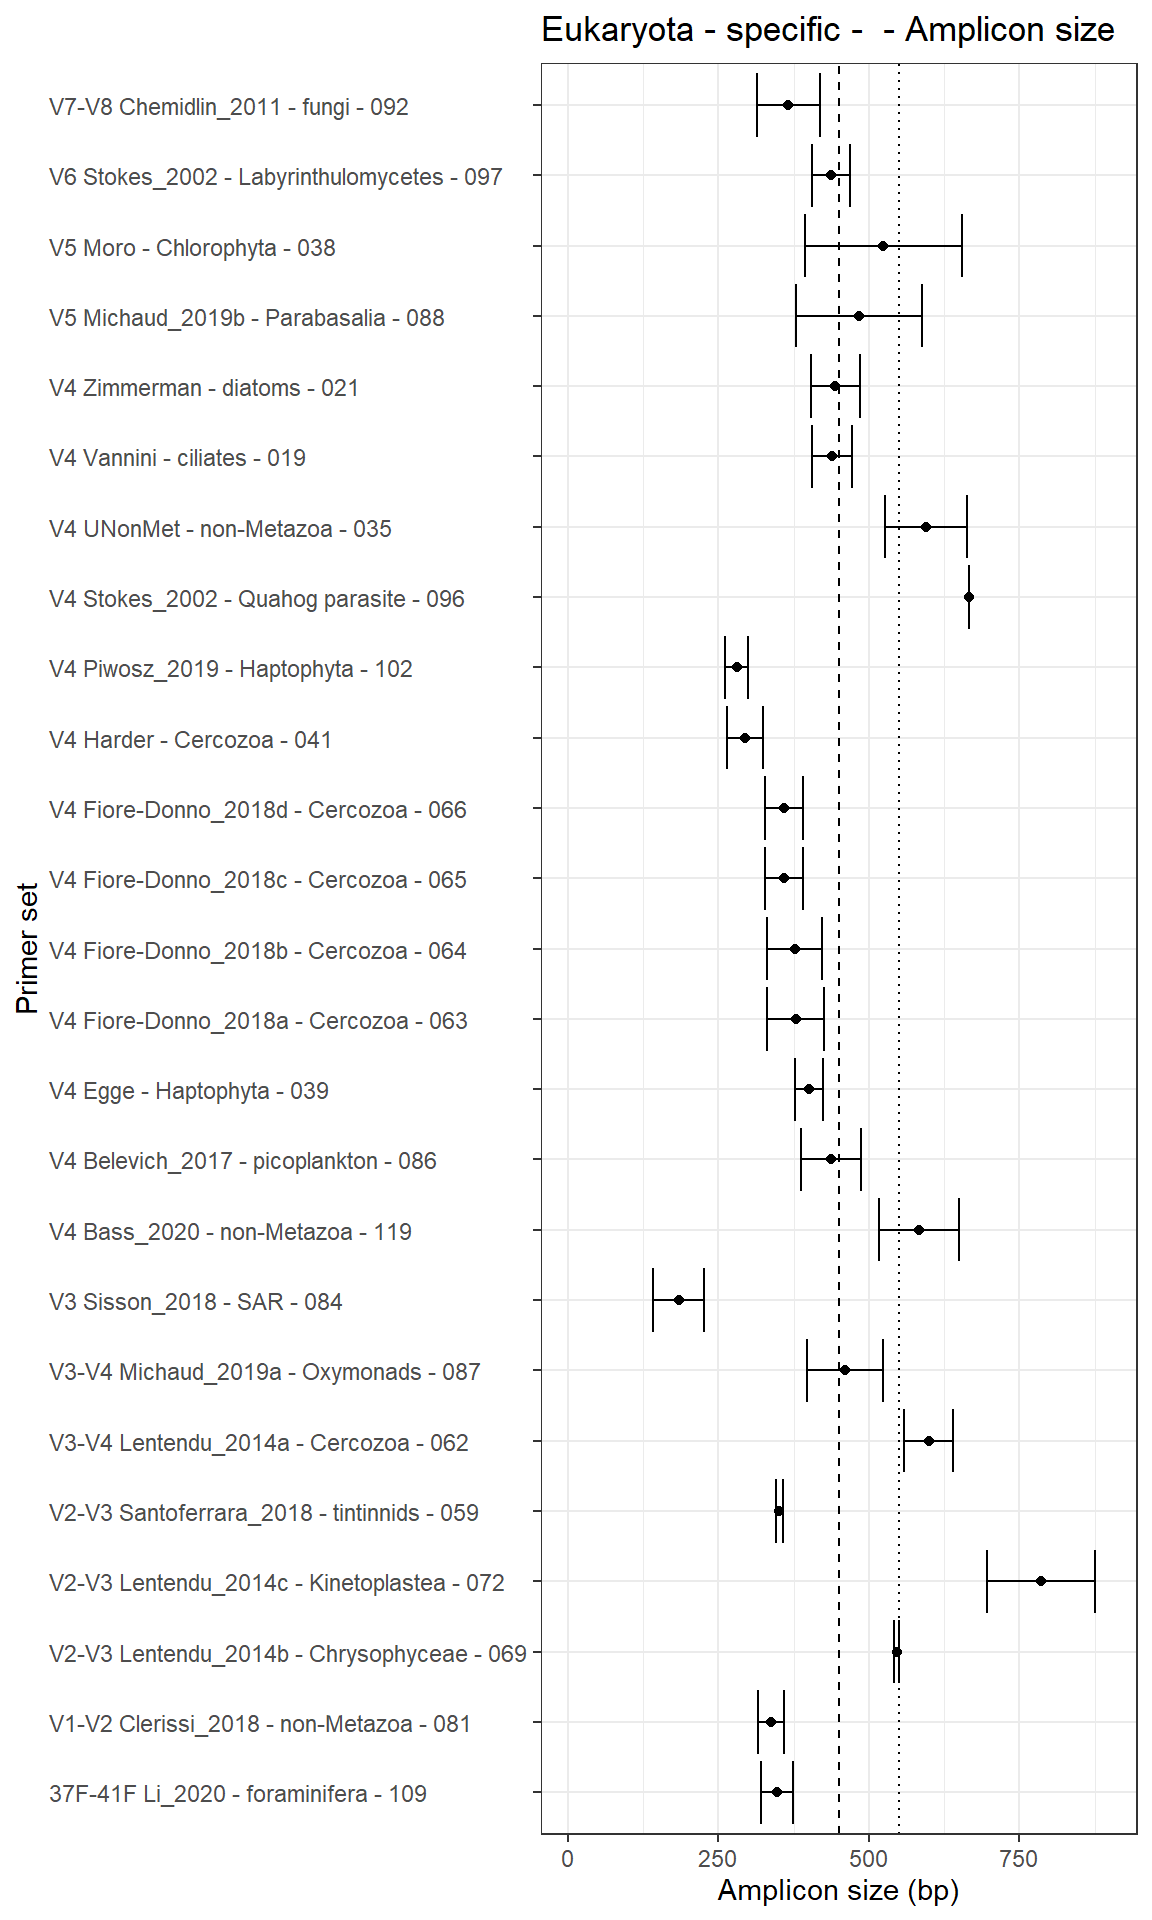 Eukaryota - specific -  - Amplicon size
V7-V8 Chemidlin_2011 - fungi - 092
V6 Stokes_2002 - Labyrinthulomycetes - 097
V5 Moro - Chlorophyta - 038
V5 Michaud_2019b - Parabasalia - 088
V4 Zimmerman - diatoms - 021
V4 Vannini - ciliates - 019
V4 UNonMet - non-Metazoa - 035
V4 Stokes_2002 - Quahog parasite - 096
V4 Piwosz_2019 - Haptophyta - 102
V4 Harder - Cercozoa - 041
V4 Fiore-Donno_2018d - Cercozoa - 066
V4 Fiore-Donno_2018c - Cercozoa - 065
V4 Fiore-Donno_2018b - Cercozoa - 064
V4 Fiore-Donno_2018a - Cercozoa - 063
V4 Egge - Haptophyta - 039
V4 Belevich_2017 - picoplankton - 086
V4 Bass_2020 - non-Metazoa - 119
V3 Sisson_2018 - SAR - 084
V3-V4 Michaud_2019a - Oxymonads - 087
V3-V4 Lentendu_2014a - Cercozoa - 062
V2-V3 Santoferrara_2018 - tintinnids - 059
V2-V3 Lentendu_2014c - Kinetoplastea - 072
V2-V3 Lentendu_2014b - Chrysophyceae - 069
V1-V2 Clerissi_2018 - non-Metazoa - 081
37F-41F Li_2020 - foraminifera - 109
Primer set
0 250 500 750
Amplicon size (bp)